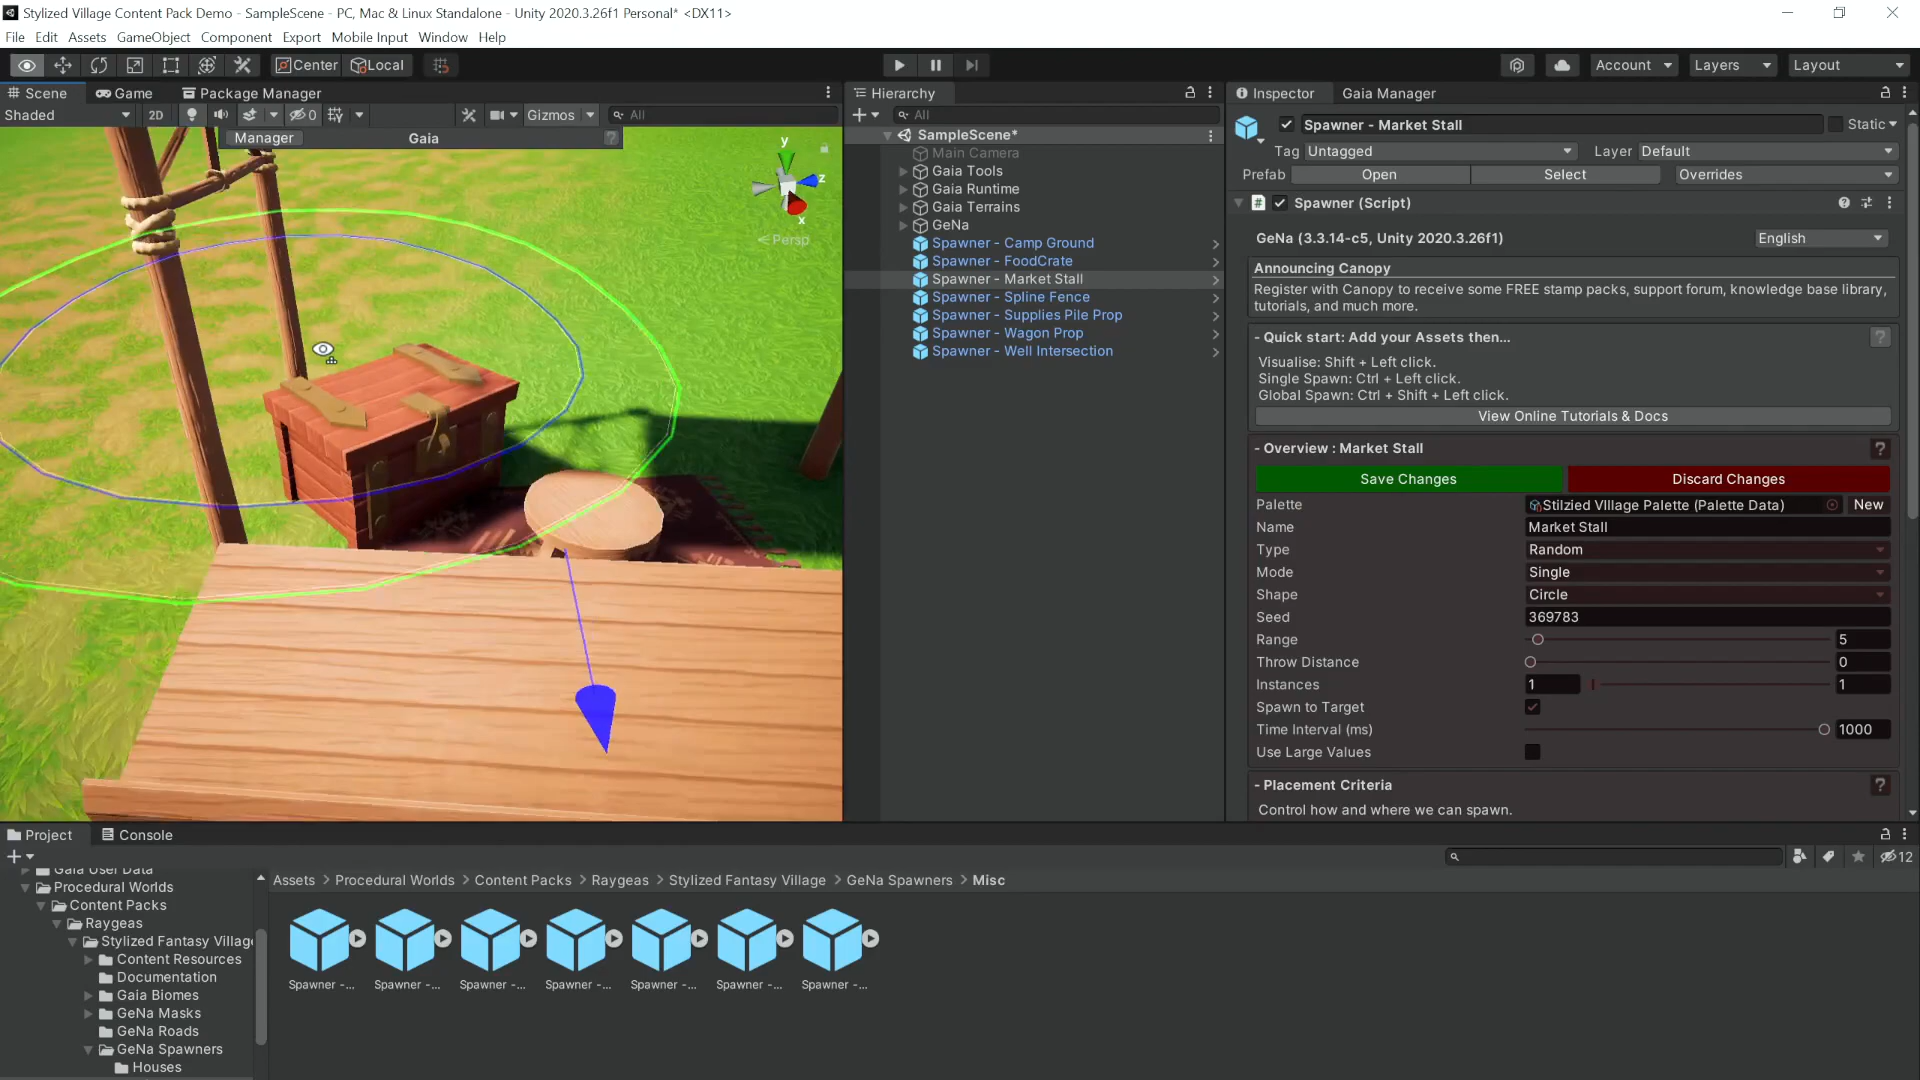 Stylized Village Content Pack Demo - SampleScene - PC, Mac & Linux Standalone - Unity 2020.3.26f1 Personal* <DX11>
File Edit Assets GameObject Component Export Mobile Input Window Help
Center Local Account Layers Layout
Scene Game Package Manager
Shaded 2D 0 Gizmos All
Manager Gaia ?
y
z
x
Persp
Hierarchy
All
SampleScene*
Main Camera
Gaia Tools
Gaia Runtime
Gaia Terrains
GeNa
Spawner - Camp Ground
Spawner - FoodCrate
Spawner - Market Stall
Spawner - Spline Fence
Spawner - Supplies Pile Prop
Spawner - Wagon Prop
Spawner - Well Intersection
Inspector Gaia Manager
Spawner - Market Stall Static
Tag Untagged Layer Default
Prefab Open Select Overrides
# Spawner (Script)
GeNa (3.3.14-c5, Unity 2020.3.26f1) English
Announcing Canopy
Register with Canopy to receive some FREE stamp packs, support forum, knowledge base library,
tutorials, and much more.
- Quick start: Add your Assets then... ?
Visualise: Shift + Left click.
Single Spawn: Ctrl + Left click.
Global Spawn: Ctrl + Shift + Left click.
View Online Tutorials & Docs
- Overview : Market Stall ?
Save Changes Discard Changes
Palette Stilzied VIllage Palette (Palette Data) New
Name Market Stall
Type Random
Mode Single
Shape Circle
Seed 369783
Range 5
Throw Distance 0
Instances 1 1
Spawn to Target
Time Interval (ms) 1000
Use Large Values
- Placement Criteria ?
Control how and where we can spawn.
Project Console
12
Gaia User Data
Procedural Worlds
Content Packs
Raygeas
Stylized Fantasy Village
Content Resources
Documentation
Gaia Biomes
GeNa Masks
GeNa Roads
GeNa Spawners
Houses
Assets > Procedural Worlds > Content Packs > Raygeas > Stylized Fantasy Village > GeNa Spawners > Misc
Spawner -... Spawner -... Spawner -... Spawner -... Spawner -... Spawner -... Spawner -...